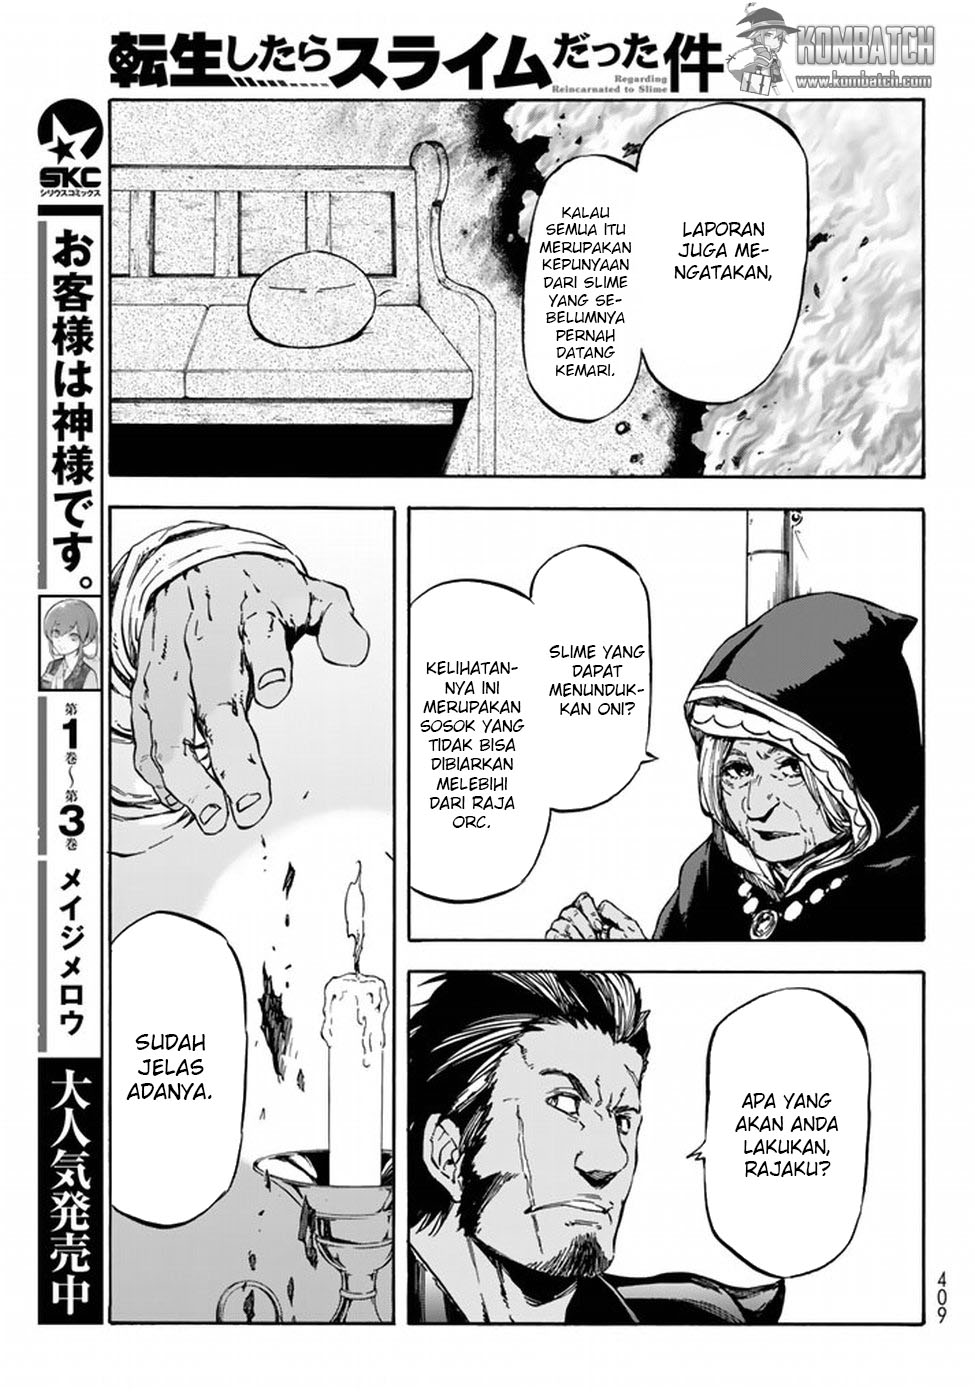 転生したらスライムだった件
Regarding
Reincarnated to Slime
KOMBATCH
www.kombatch.com
SKC
シリウスコミックス
お客様は神様です。
第1巻〜第3巻
メイジメロウ
大人気発売中
LAPORAN
JUGA ME-
NGATAKAN,
KALAU
SEMUA ITU
MERUPAKAN
KEPUNYAAN
DARI SLIME
YANG SE-
BELUMNYA
PERNAH
DATANG
KEMARI.
SLIME YANG
DAPAT
MENUNDUK-
KAN ONI?
KELIHATAN-
NYA INI
MERUPAKAN
SOSOK YANG
TIDAK BISA
DIBIARKAN
MELEBIHI
DARI RAJA
ORC.
SUDAH
JELAS
ADANYA.
APA YANG
AKAN ANDA
LAKUKAN,
RAJAKU?
409